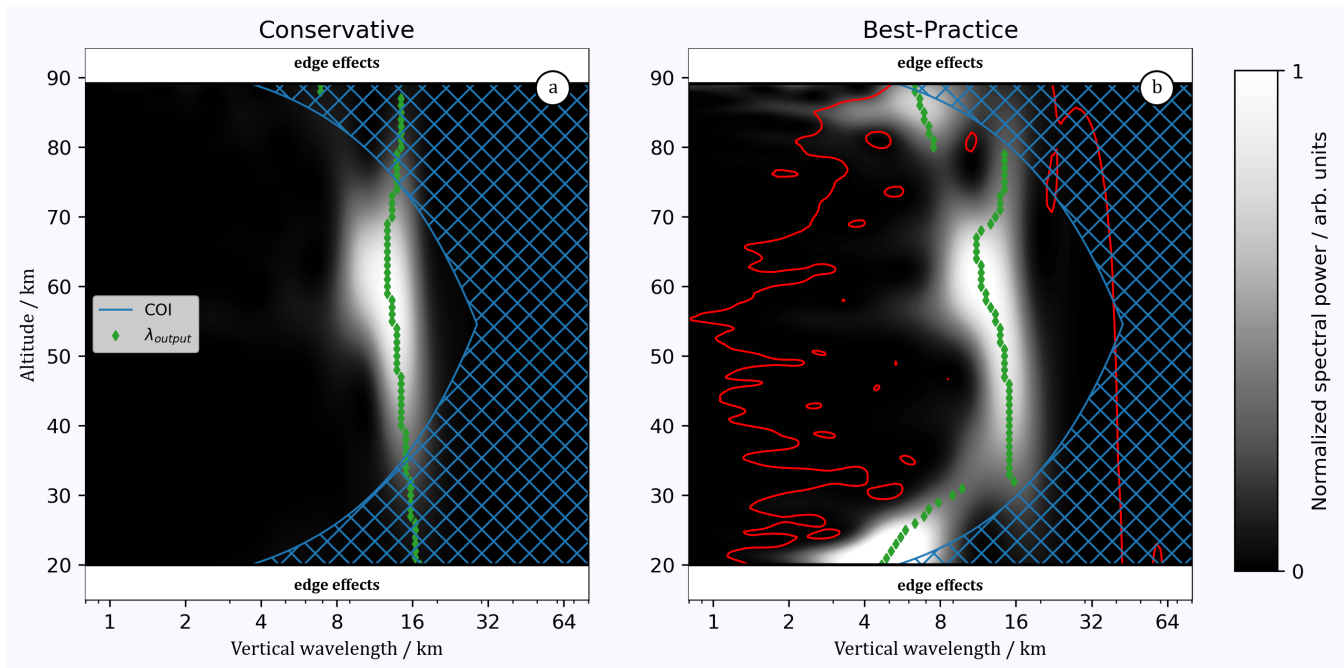 Conservative
Best-Practice
edge effects
edge effects
a
b
1
90
80
70
60
50
40
30
20
90
80
70
60
50
40
30
20
Altitude / km
COI
λoutput
Normalized spectral power / arb. units
0
edge effects
edge effects
1 2 4 8 16 32 64
1 2 4 8 16 32 64
Vertical wavelength / km
Vertical wavelength / km